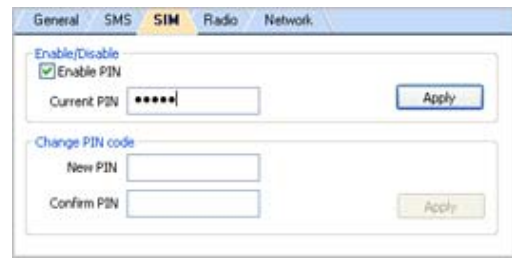 General SMS SIM Radio Network
Enable/Disable
Enable PIN
Current PIN ••••• Apply
Change PIN code
New PIN
Confirm PIN Apply